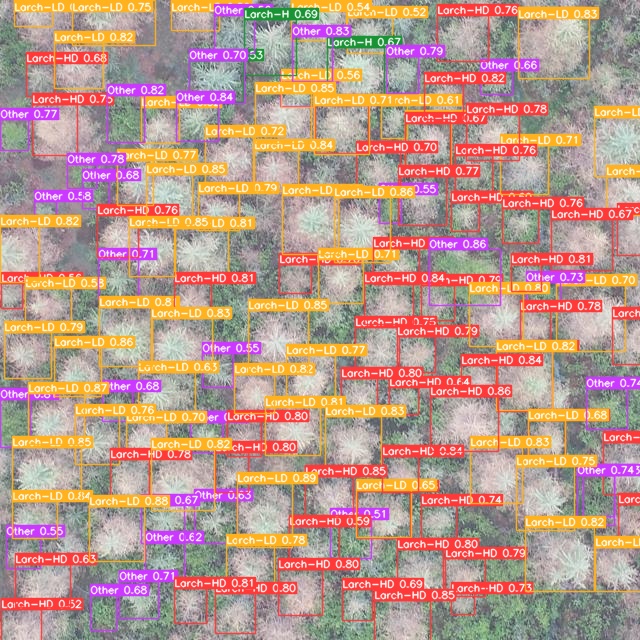 Larch-LD
Larch-LD 0.75
Larch-H 0.69
Larch-LD 0.54
Larch-LD 0.52
Larch-HD 0.76
Larch-LD 0.83
Larch-LD 0.82
Other 0.83
Larch-H 0.67
Other 0.79
Larch-HD 0.68
Other 0.70
Other 0.66
0.56
Larch-HD 0.82
Other 0.82
Larch-LD 0.85
Larch-HD 0.75
Other 0.84
Larch-LD 0.71
Larch-LD 0.61
Larch-HD 0.78
Other 0.77
Larch-HD 0.67
Larch-LD
Larch-LD 0.72
Larch-LD 0.71
Larch-LD 0.84
Larch-HD 0.70
Larch-HD 0.76
Other 0.78
Larch-LD 0.77
Other 0.68
Larch-LD 0.85
Larch-HD 0.77
Larch-LD 0.79
Larch-LD
Larch-LD 0.86
0.55
Other 0.58
Larch-HD 0.76
Larch-HD 0.76
Larch-HD 0.67
Larch-LD 0.82
Larch-LD 0.85
Larch-LD 0.81
Larch-HD
Other 0.86
Other 0.71
Larch-LD 0.71
Larch-HD 0.81
Larch-HD 0.81
Larch-HD 0.84
Other 0.73
Larch-LD 0.70
Larch-LD 0.80
Larch-LD 0.85
Larch-HD 0.78
Larch-LD 0.83
Larch-LD 0.79
Larch-HD 0.75
Larch-HD 0.79
Larch-LD 0.86
Other 0.55
Larch-LD 0.77
Larch-LD 0.82
Larch-HD 0.84
Larch-LD 0.63
Larch-LD 0.82
Larch-HD 0.80
Larch-HD 0.64
Larch-LD 0.87
Other 0.68
Larch-HD 0.86
Other 0.74
Larch-LD 0.81
Larch-LD 0.76
Larch-LD 0.70
Larch-HD 0.80
Larch-LD 0.83
Larch-LD 0.68
Larch-LD 0.85
Larch-LD 0.82
Larch-HD 0.80
Larch-LD 0.83
Larch-HD 0.78
Larch-HD 0.84
Larch-LD 0.75
Larch-HD 0.85
Other 0.74
Larch-LD 0.89
Larch-LD 0.65
Larch-LD 0.84
Larch-LD 0.88
0.67
Other 0.63
Larch-HD 0.74
Other 0.51
Larch-HD 0.59
Larch-LD 0.82
Other 0.55
Other 0.62
Larch-LD 0.78
Larch-HD 0.80
Larch-HD 0.79
Larch-HD 0.63
Larch-HD 0.80
Other 0.71
Larch-HD 0.81
0.80
Larch-HD 0.69
Other 0.68
Larch-HD 0.85
Larch-HD 0.73
Larch-HD 0.52